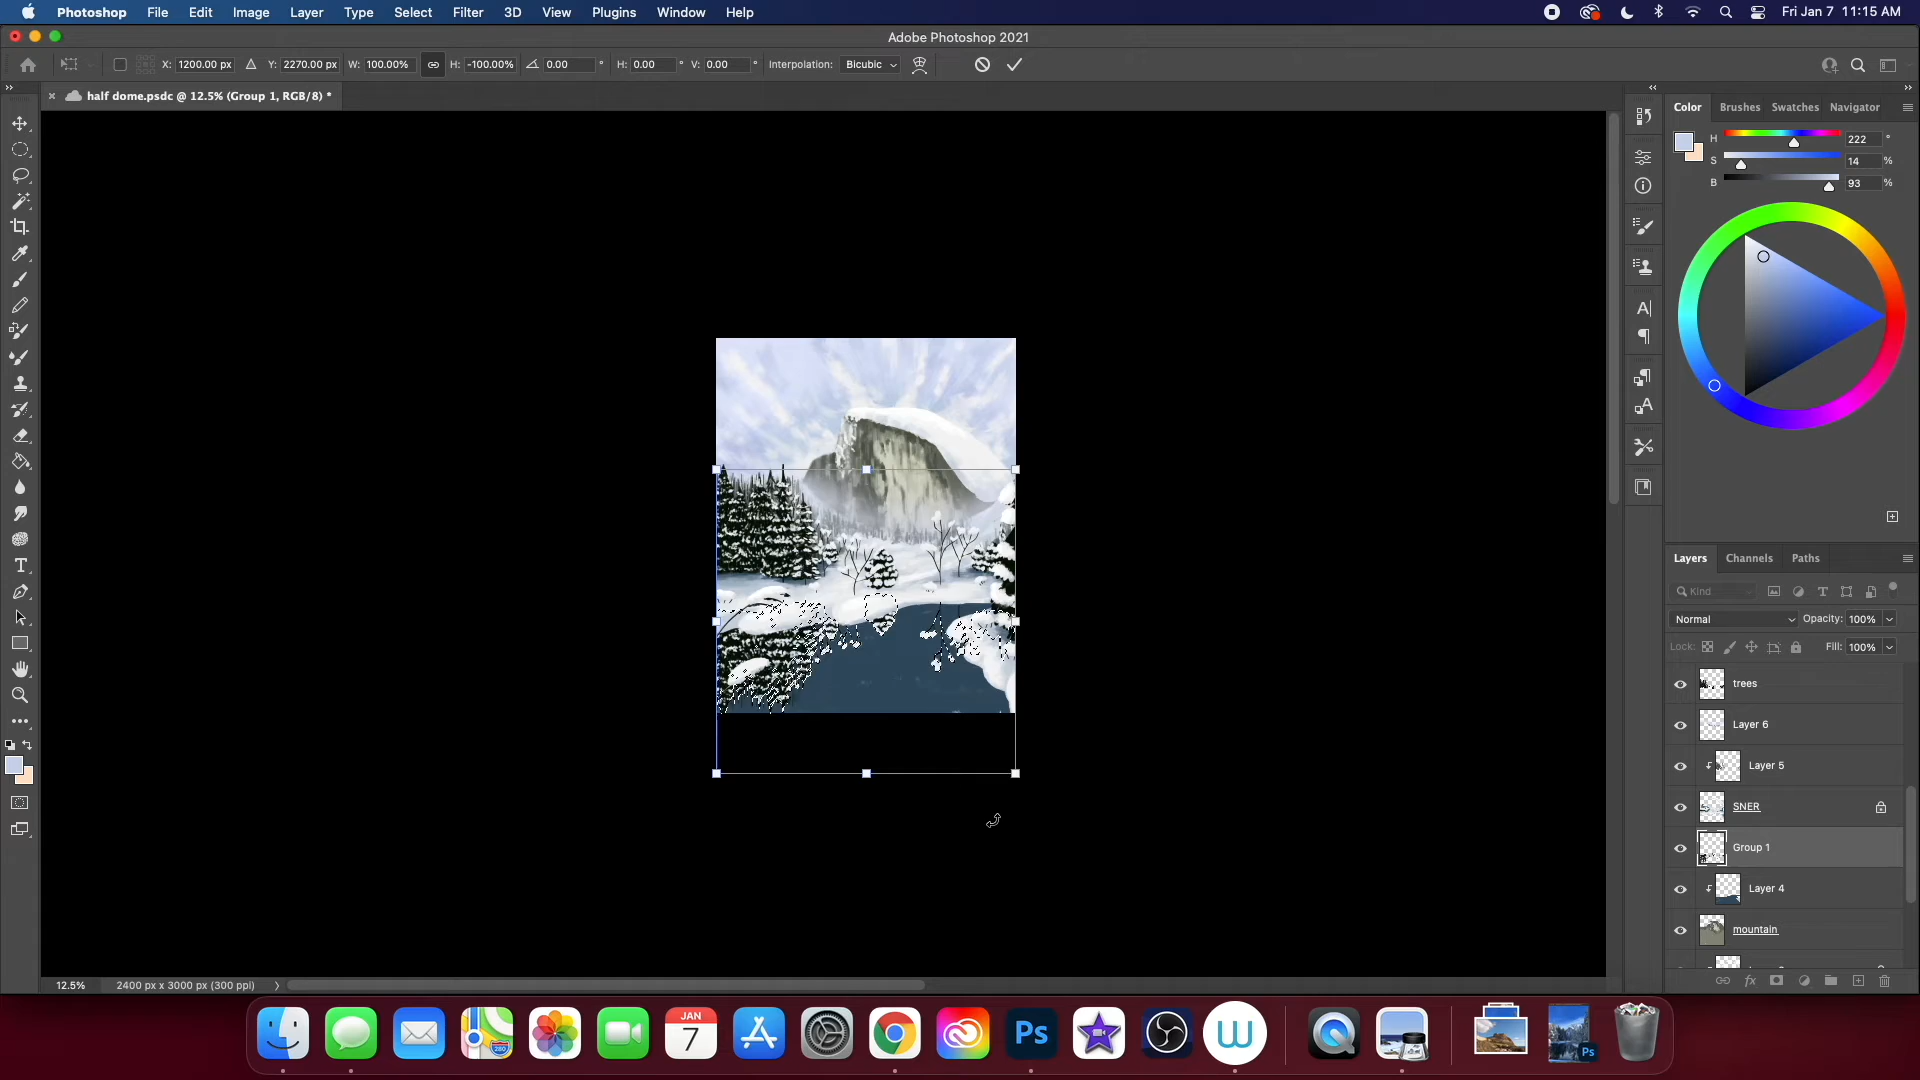 Photoshop File Edit Image Layer Type Select Filter 3D View Plugins Window Help Fri Jan 7 11:15 AM
Adobe Photoshop 2021
X: 1200.00 px Y: 2270.00 px W: 100.00% H: -100.00% 0.00 ° H: 0.00 ° V: 0.00 ° Interpolation: Bicubic
half dome.psdc @ 12.5% (Group 1, RGB/8) *
Color Brushes Swatches Navigator
H 222 °
S 14 %
B 93 %
Layers Channels Paths
Kind
Normal Opacity: 100%
Lock: Fill: 100%
trees
Layer 6
Layer 5
SNER
Group 1
Layer 4
mountain
12.5% 2400 px x 3000 px (300 ppi)
JAN
7
280
Ps
W
Ps